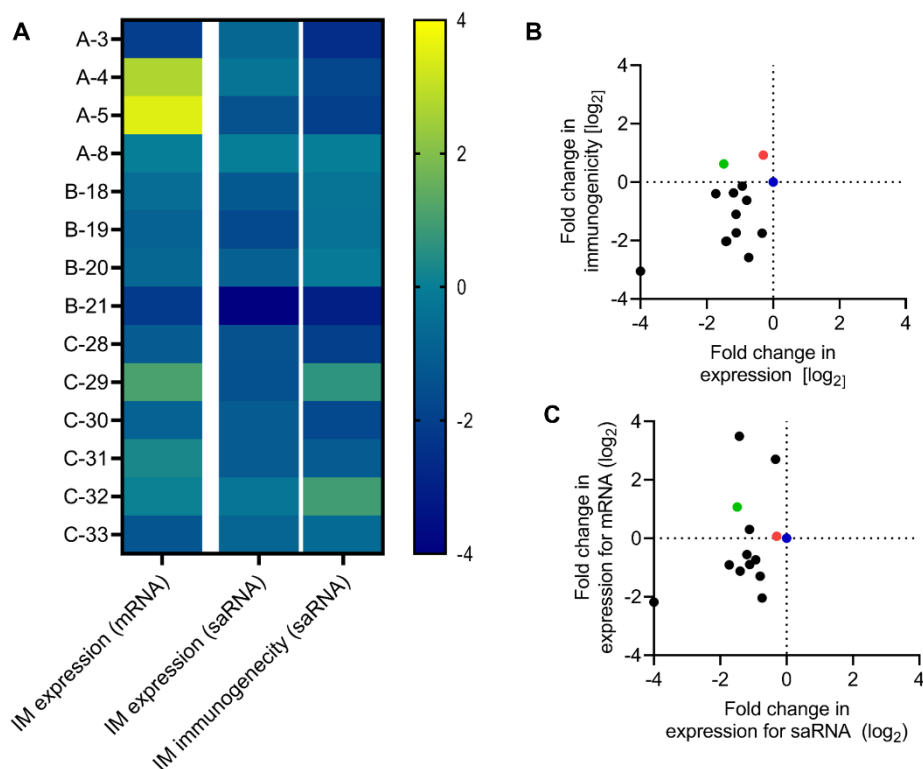 A
A-3
A-4
A-5
A-8
B-18
B-19
B-20
B-21
C-28
C-29
C-30
C-31
C-32
C-33
IM expression (mRNA)
IM expression (saRNA)
IM immunogenecity (saRNA)
4
2
0
-2
-4
B
Fold change in
immunogenicity [log2]
4
2
0
-2
-4
-4
-2
0
2
4
Fold change in
expression [log2]
C
Fold change in
expression for mRNA (log2)
4
2
0
-2
-4
-4
-2
0
2
4
Fold change in
expression for saRNA (log2)